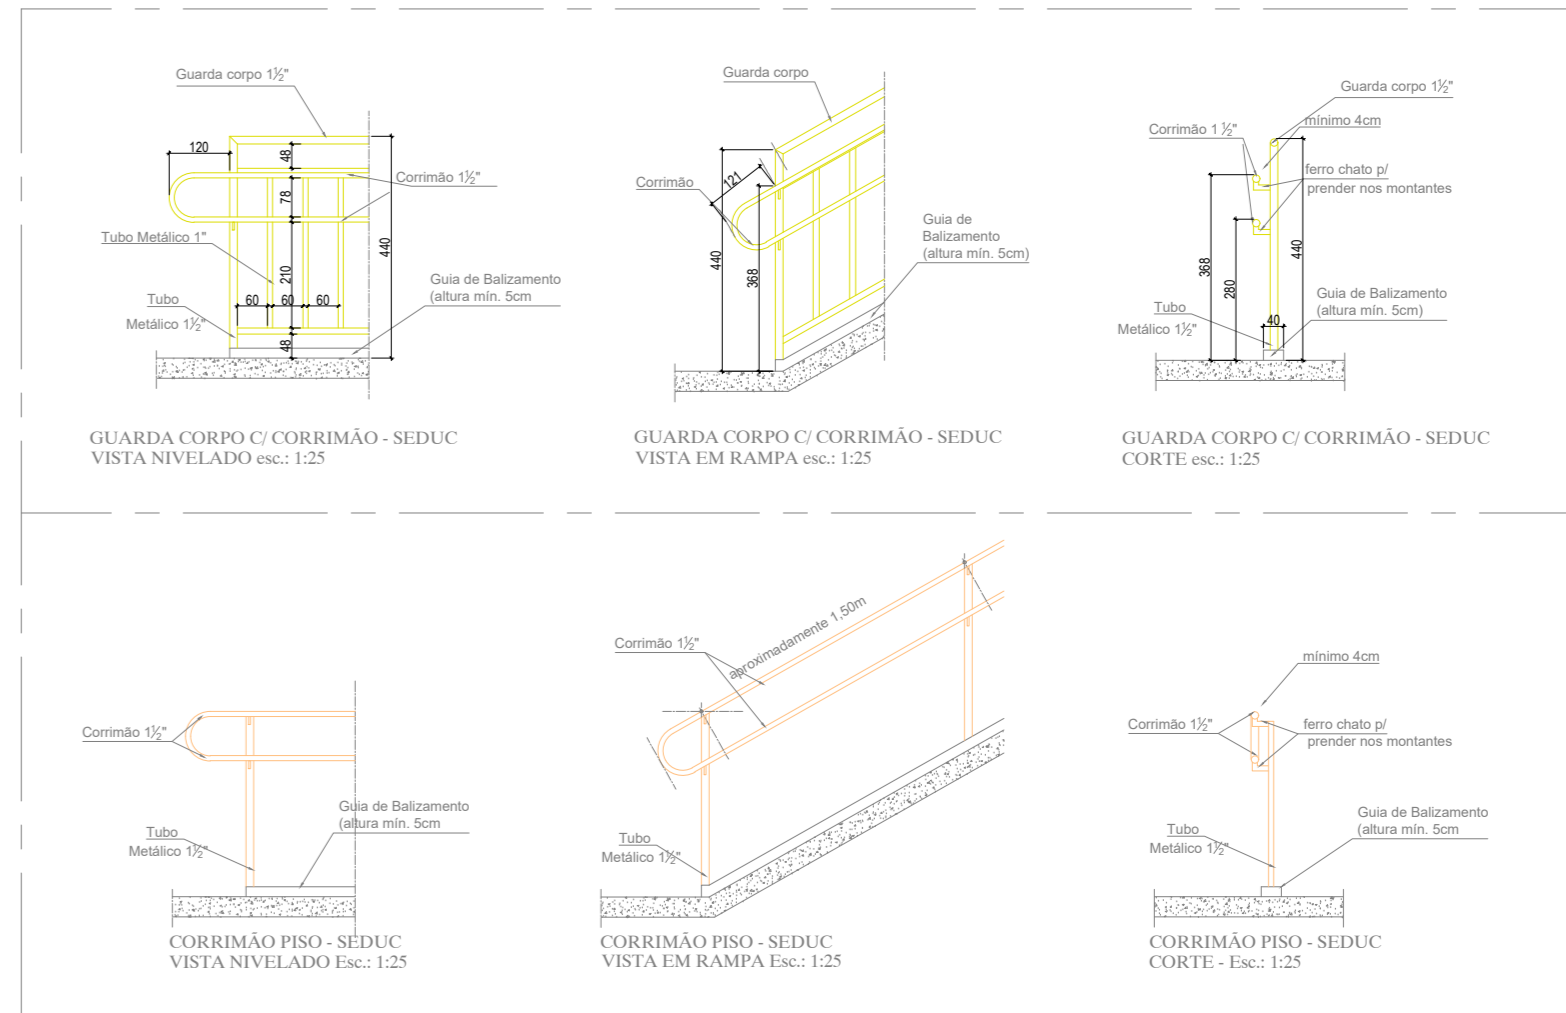 Guarda corpo 1½"
120
48
Corrimão 1½"
78
Tubo Metálico 1"
440
210
Guia de Balizamento
(altura mín. 5cm
60 60 60
Tubo
Metálico 1½"
48
GUARDA CORPO C/ CORRIMÃO - SEDUC
VISTA NIVELADO esc.: 1:25
Guarda corpo
121
Corrimão
Guia de
Balizamento
(altura mín. 5cm)
440
368
GUARDA CORPO C/ CORRIMÃO - SEDUC
VISTA EM RAMPA esc.: 1:25
Guarda corpo 1½"
mínimo 4cm
Corrimão 1 ½"
ferro chato p/
prender nos montantes
440
368
280
Guia de Balizamento
(altura mín. 5cm)
Tubo
Metálico 1½"
40
GUARDA CORPO C/ CORRIMÃO - SEDUC
CORTE esc.: 1:25
Corrimão 1½"
Guia de Balizamento
(altura mín. 5cm
Tubo
Metálico 1½"
CORRIMÃO PISO - SEDUC
VISTA NIVELADO Esc.: 1:25
aproximadamente 1,50m
Corrimão 1½"
Tubo
Metálico 1½"
CORRIMÃO PISO - SEDUC
VISTA EM RAMPA Esc.: 1:25
mínimo 4cm
Corrimão 1½"
ferro chato p/
prender nos montantes
Guia de Balizamento
(altura mín. 5cm
Tubo
Metálico 1½"
CORRIMÃO PISO - SEDUC
CORTE - Esc.: 1:25